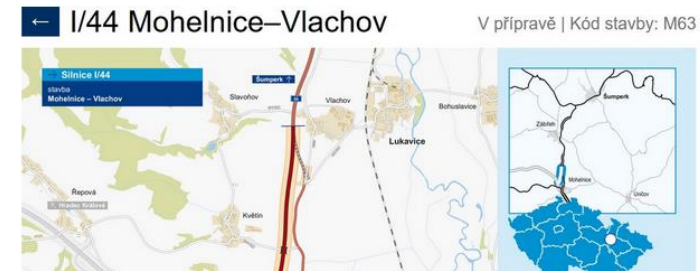 ← I/44 Mohelnice–Vlachov
V přípravě | Kód stavby: M63
→ Silnice I/44
stavba
Mohelnice – Vlachov
Šumperk ↑
Slavoňov
Vlachov
Bohuslavice
Lukavice
Řepová
↖ Hradec Králové
Květín
Šumperk
Zábřeh
Mohelnice
Uničov